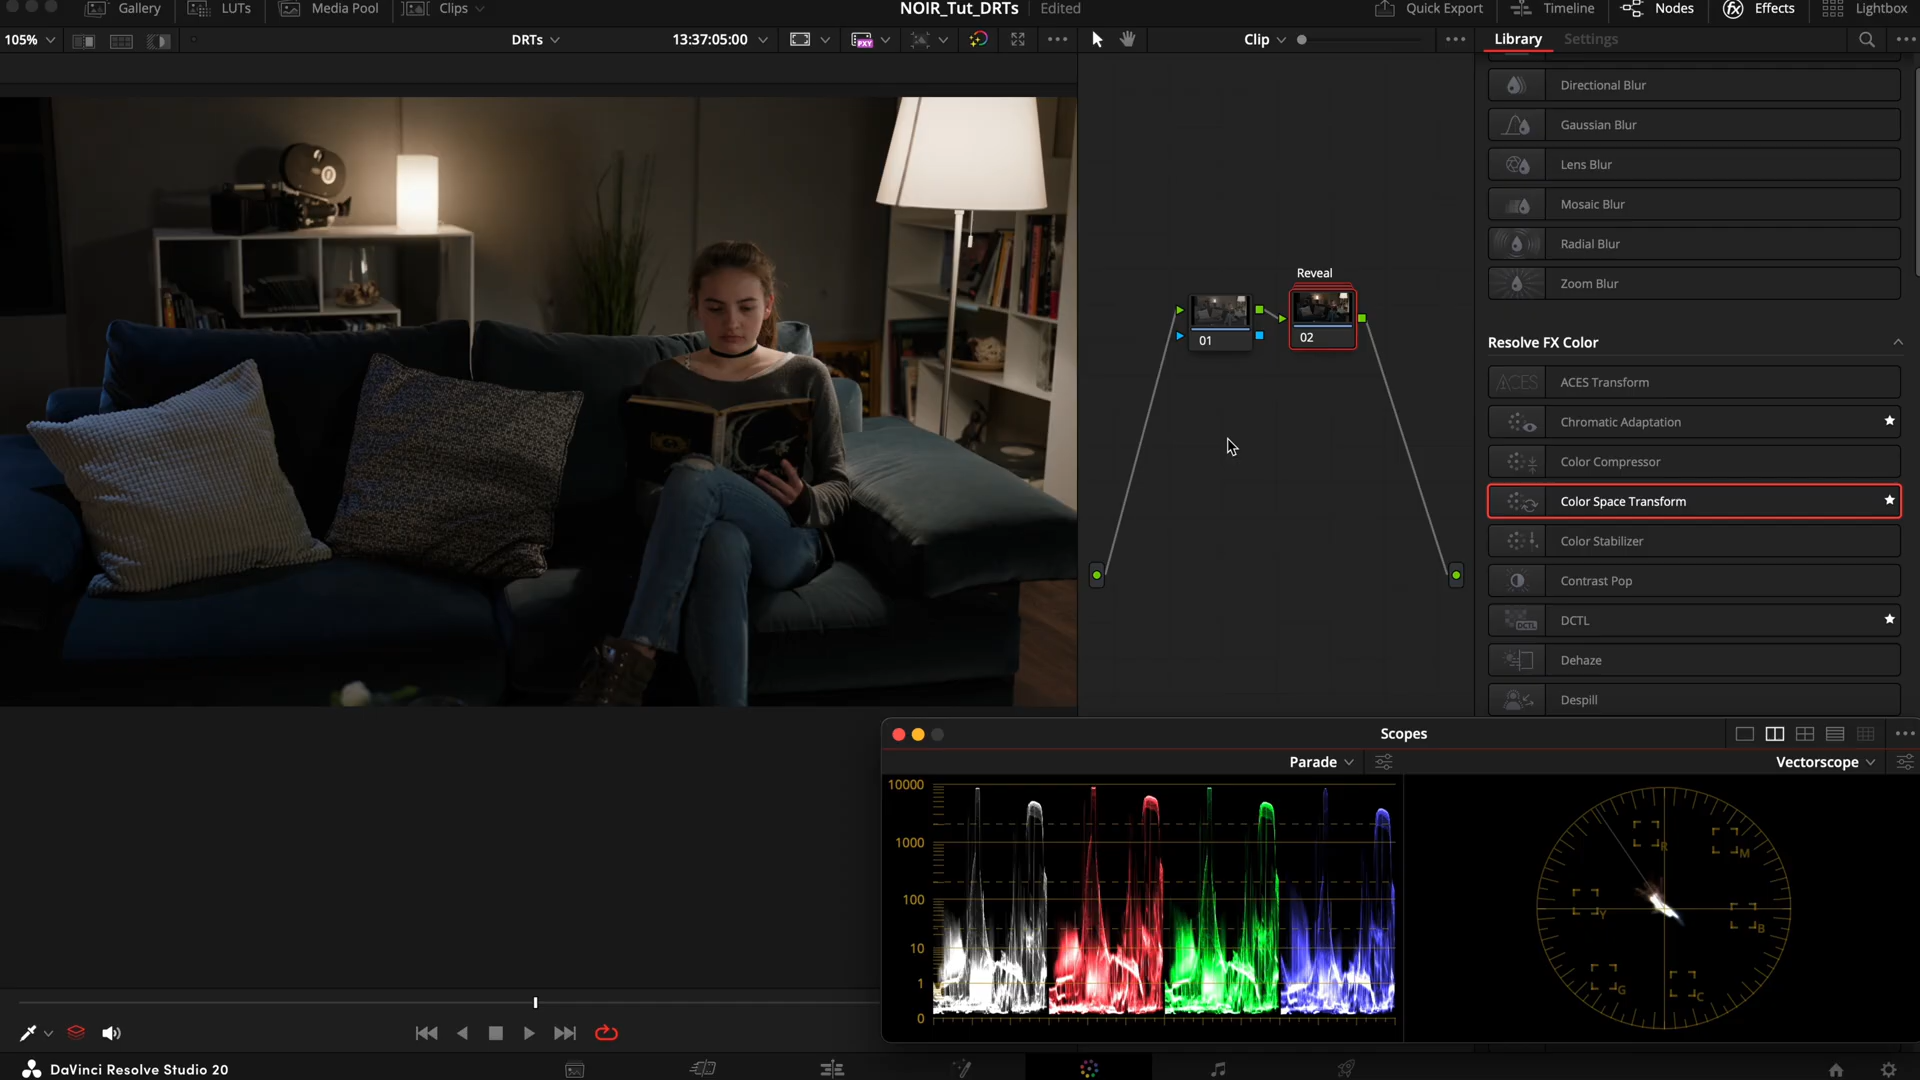 Gallery
LUTs
Media Pool
Clips
NOIR_Tut_DRTs
Edited
Quick Export
Timeline
Nodes
Effects
Lightbox
105%
DRTs
13:37:05:00
PXY
Clip
Library
Settings
Directional Blur
Gaussian Blur
Lens Blur
Mosaic Blur
Radial Blur
Zoom Blur
Reveal
01
02
Resolve FX Color
ACES
ACES Transform
Chromatic Adaptation
Color Compressor
Color Space Transform
Color Stabilizer
Contrast Pop
DCTL
DCTL
Dehaze
Despill
Scopes
Parade
Vectorscope
10000
1000
100
10
1
0
R
M
Y
B
G
C
DaVinci Resolve Studio 20